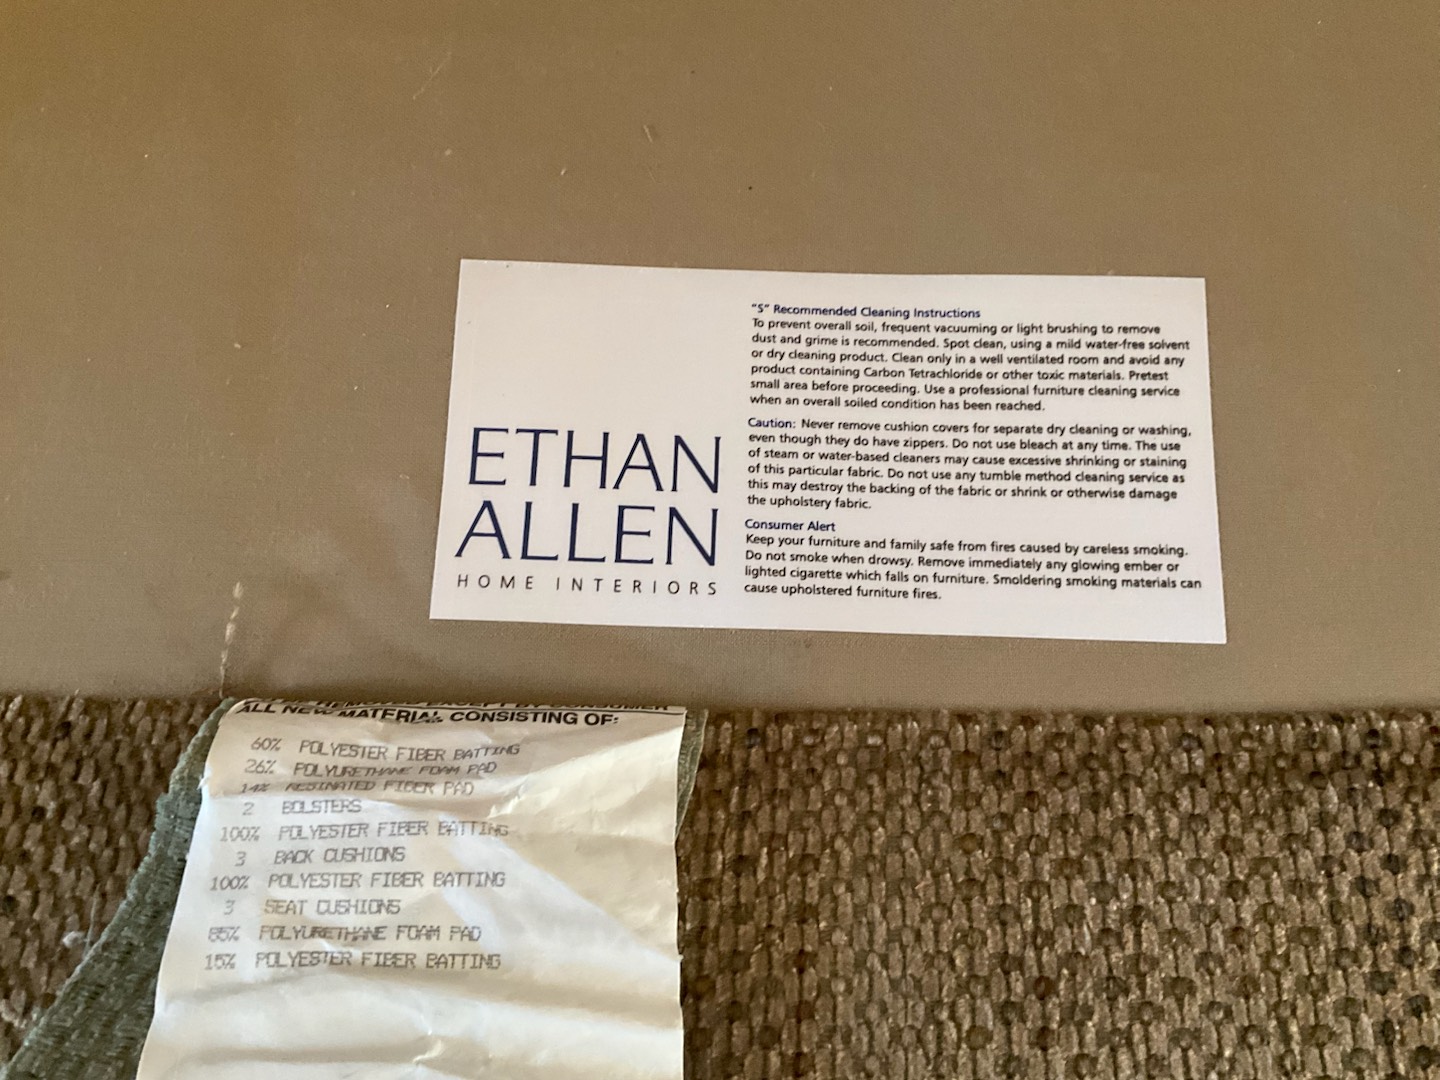 ETHAN
ALLEN
HOME INTERIORS
"S" Recommended Cleaning Instructions
To prevent overall soil, frequent vacuuming or light brushing to remove
dust and grime is recommended. Spot clean, using a mild water-free solvent
or dry cleaning product. Clean only in a well ventilated room and avoid any
product containing Carbon Tetrachloride or other toxic materials. Pretest
small area before proceeding. Use a professional furniture cleaning service
when an overall soiled condition has been reached.
Caution: Never remove cushion covers for separate dry cleaning or washing,
even though they do have zippers. Do not use bleach at any time. The use
of steam or water-based cleaners may cause excessive shrinking or staining
of this particular fabric. Do not use any tumble method cleaning service as
this may destroy the backing of the fabric or shrink or otherwise damage
the upholstery fabric.
Consumer Alert
Keep your furniture and family safe from fires caused by careless smoking.
Do not smoke when drowsy. Remove immediately any glowing ember or
lighted cigarette which falls on furniture. Smoldering smoking materials can
cause upholstered furniture fires.
EXCEPT BY CONSUMER
ALL NEW MATERIAL CONSISTING OF:
60% POLYESTER FIBER BATTING
26% POLYURETHANE FOAM PAD
14% RESINATED FIBER PAD
2 BOLSTERS
100% POLYESTER FIBER BATTING
3 BACK CUSHIONS
100% POLYESTER FIBER BATTING
3 SEAT CUSHIONS
85% POLYURETHANE FOAM PAD
15% POLYESTER FIBER BATTING